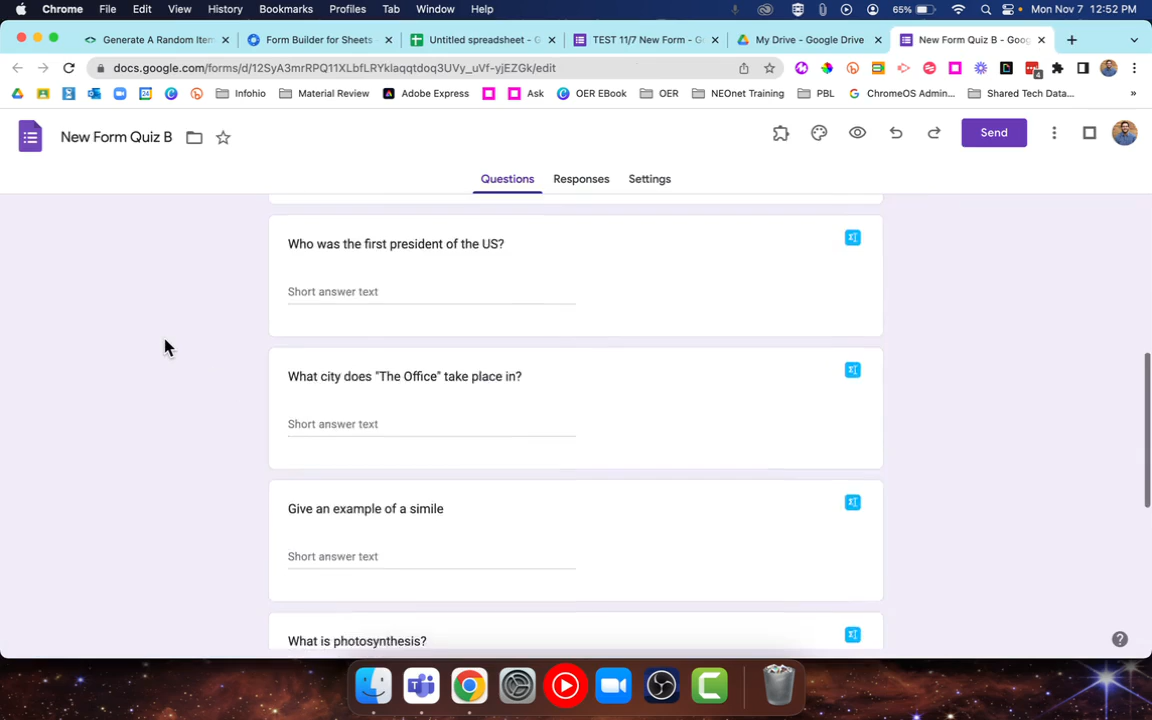 Chrome File Edit View History Bookmarks Profiles Tab Window Help 65% Mon Nov 7 12:52 PM
Generate A Random Item Form Builder for Sheets Untitled spreadsheet - G TEST 11/7 New Form - G My Drive - Google Drive New Form Quiz B - Goog
docs.google.com/forms/d/12SyA3mrRPQ11XLbfLRYklaqqtdoq3UVy_uVf-yjEZGk/edit 4
24 Infohio Material Review Adobe Express Ask OER EBook OER NEOnet Training PBL ChromeOS Admin... Shared Tech Data... »
New Form Quiz B Send
Questions Responses Settings
Who was the first president of the US?
Short answer text
What city does "The Office" take place in?
Short answer text
Give an example of a simile
Short answer text
What is photosynthesis?